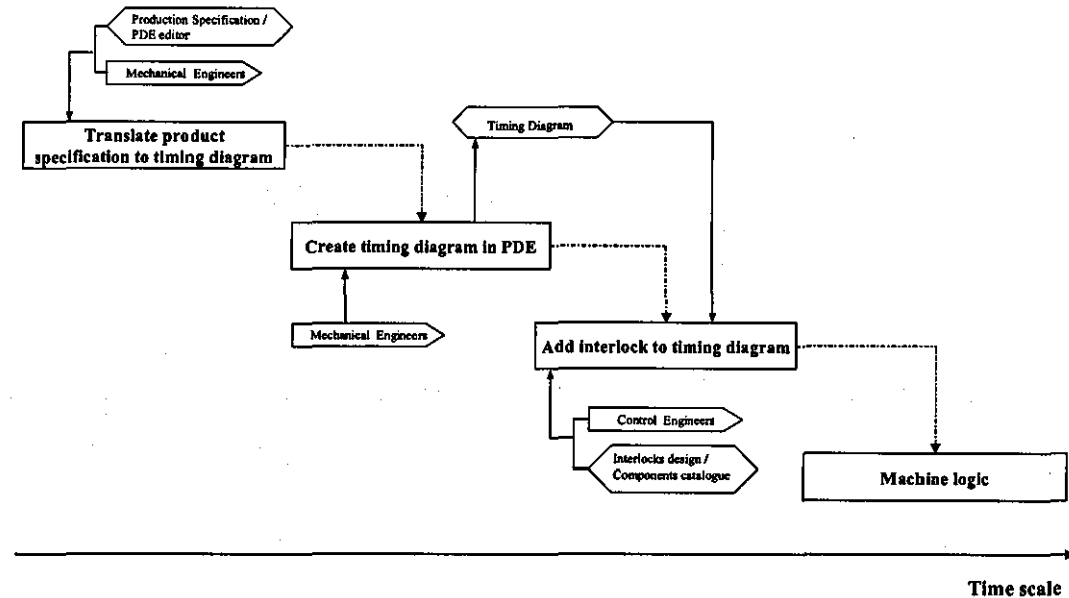 Production Specification /
PDE editor
Mechanical Engineers
Translate product
specification to timing diagram
Timing Diagram
Create timing diagram in PDE
Mechanical Engineers
Add interlock to timing diagram
Control Engineers
Interlocks design /
Components catalogue
Machine logic
Time scale